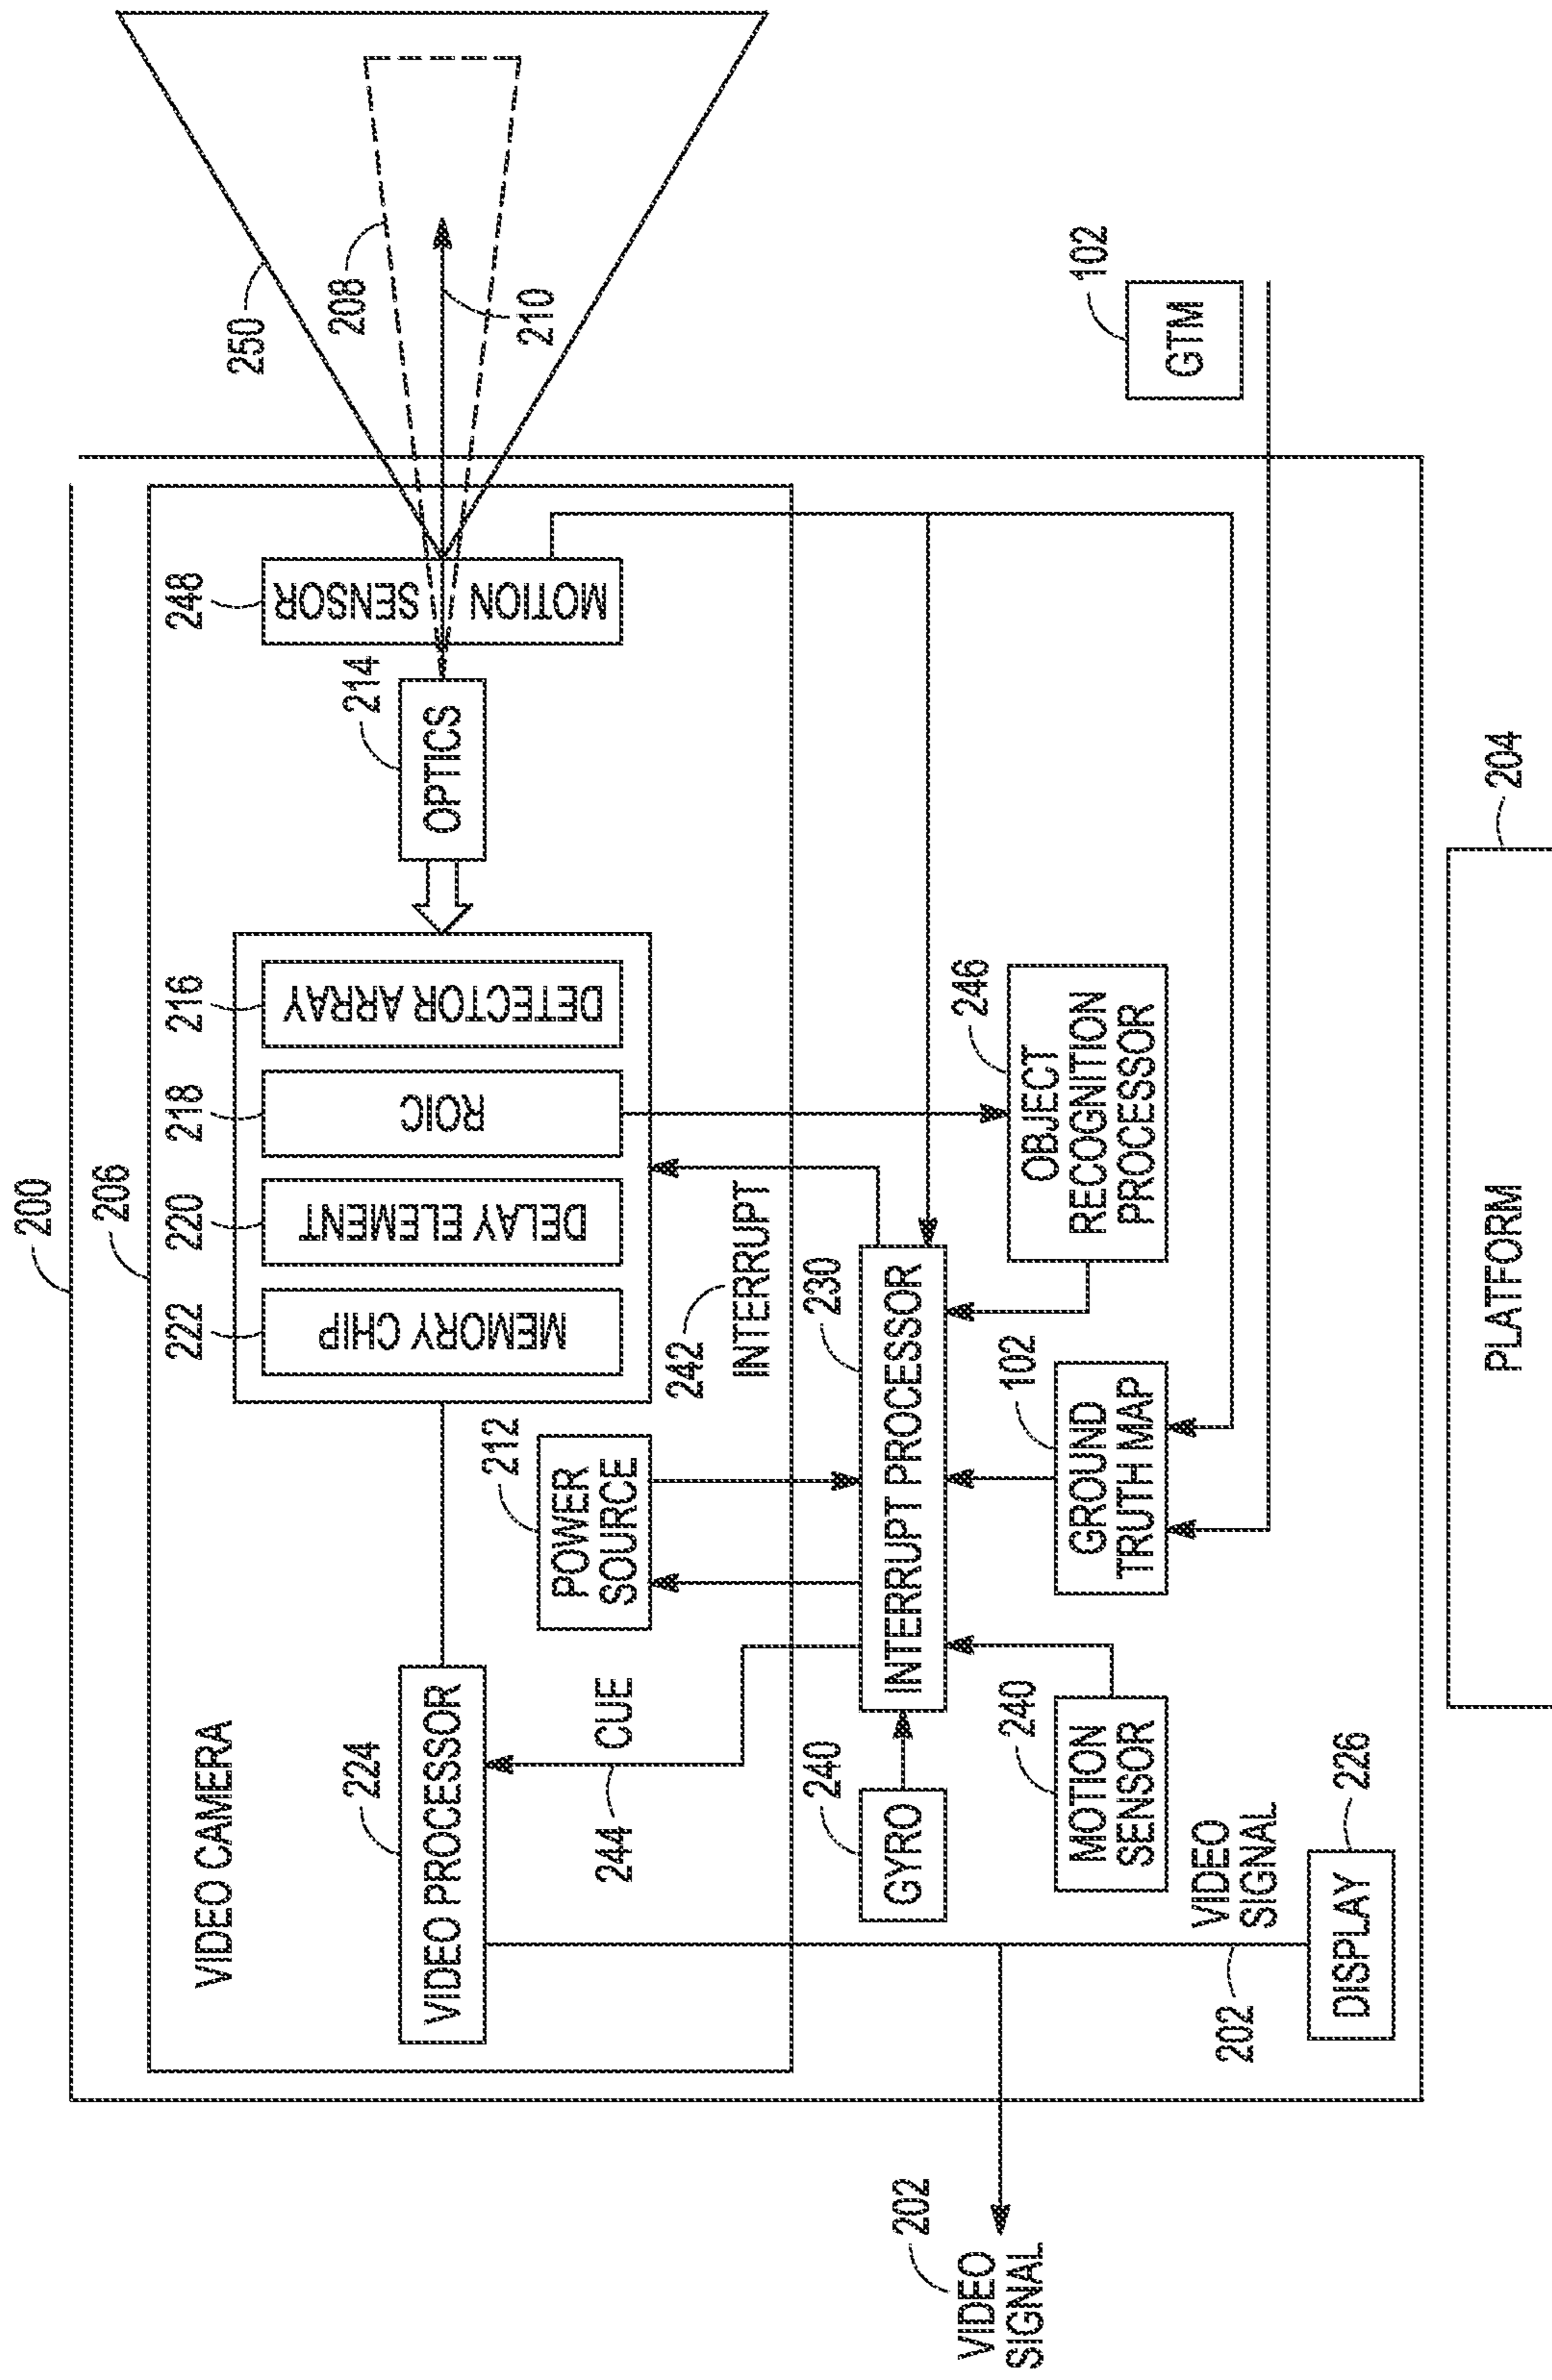 200
206
VIDEO CAMERA
222
220
218
216
248
MEMORY CHIP
DELAY ELEMENT
ROIC
DETECTOR ARRAY
MOTION
SENSOR
250
208
210
224
VIDEO PROCESSOR
214
OPTICS
212
POWER
SOURCE
244
CUE
242
INTERRUPT
240
GYRO
230
INTERRUPT PROCESSOR
246
OBJECT
RECOGNITION
PROCESSOR
240
MOTION
SENSOR
102
GROUND
TRUTH MAP
102
GTM
202
VIDEO
SIGNAL
202
VIDEO
SIGNAL
226
DISPLAY
204
PLATFORM